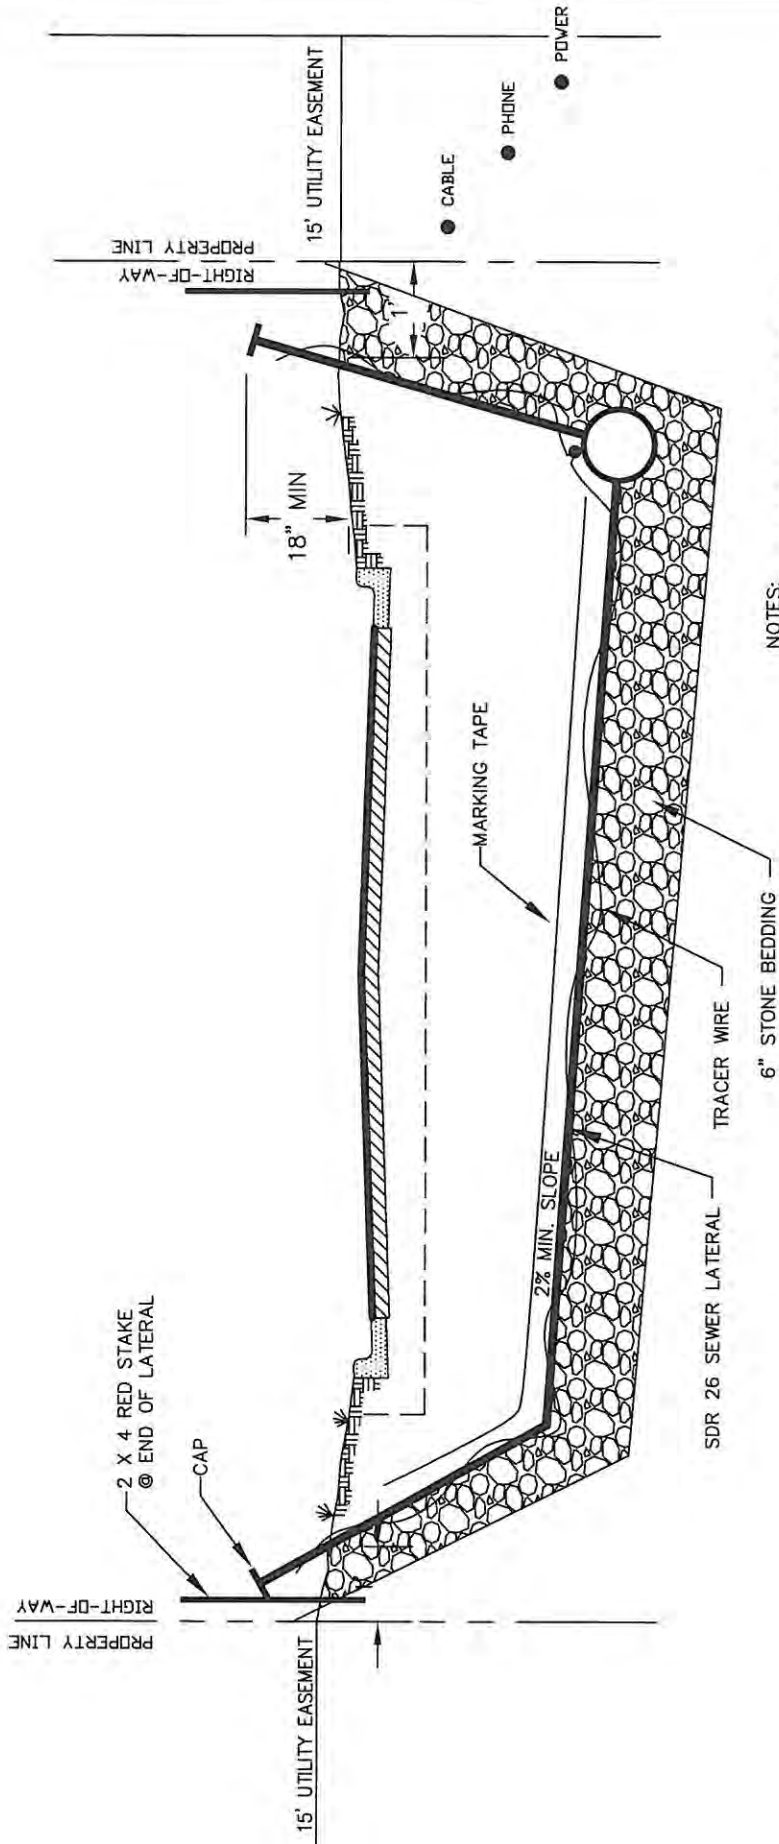 2 X 4 RED STAKE
@ END OF LATERAL
CAP
PROPERTY LINE
RIGHT-OF-WAY
15' UTILITY EASEMENT
18" MIN
1'
RIGHT-OF-WAY
PROPERTY LINE
15' UTILITY EASEMENT
CABLE
PHONE
POWER
MARKING TAPE
2% MIN. SLOPE
SDR 26 SEWER LATERAL
TRACER WIRE
6" STONE BEDDING
NOTES: